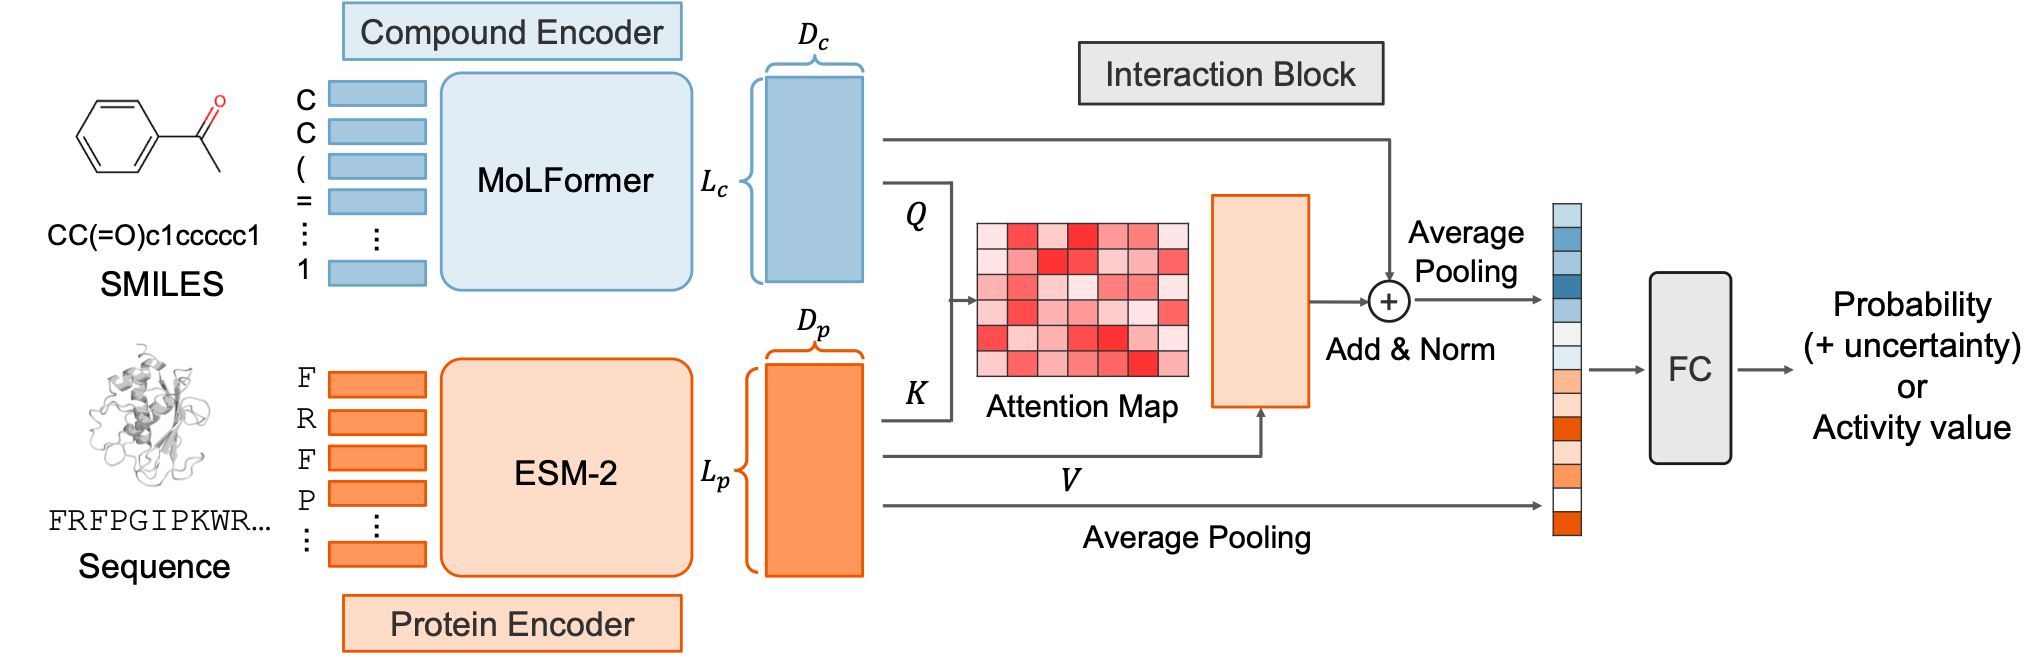 Compound Encoder
O
CC(=O)c1ccccc1
SMILES
C
C
(
=
⋮
1
⋮
MoLFormer
L_c
D_c
FRFPGIPKWR...
Sequence
F
R
F
P
⋮
⋮
ESM-2
L_p
D_p
Protein Encoder
Interaction Block
Q
K
Attention Map
V
+
Add & Norm
Average
Pooling
Average Pooling
FC
Probability
(+ uncertainty)
or
Activity value